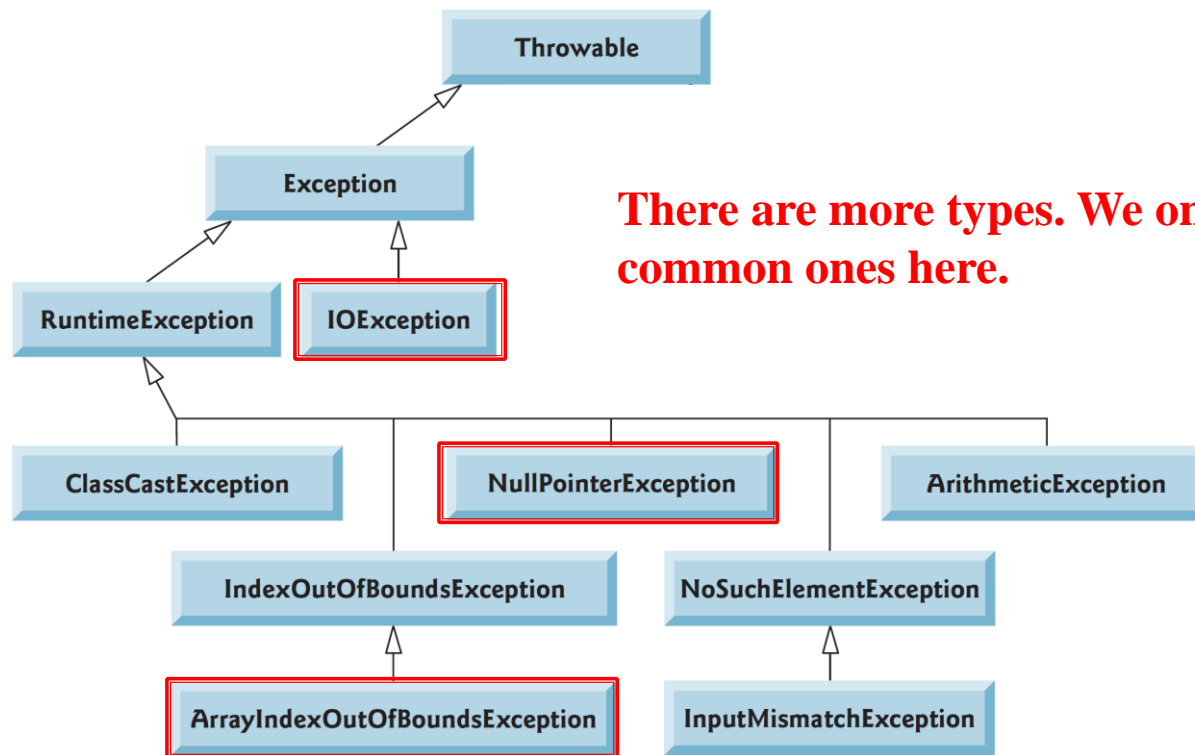 Throwable
Exception
There are more types. We on
common ones here.
RuntimeException
IOException
ClassCastException
NullPointerException
ArithmeticException
IndexOutOfBoundsException
NoSuchElementException
ArrayIndexOutOfBoundsException
InputMismatchException